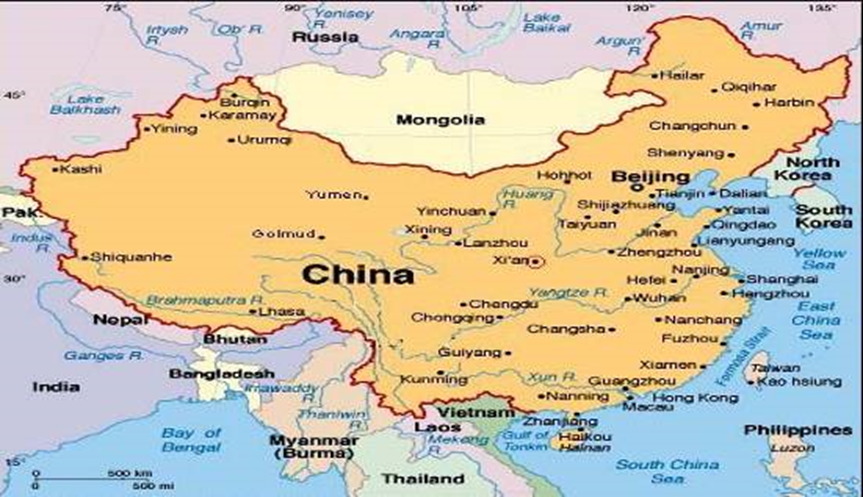 75°
90°
105°
120°
135°
Irtysh
R.
Ob' R.
Yenisey
R.
Russia
Angara
R.
Lake
Baikal
Argun'
R.
Amur
R.
45°
Lake
Balkhash
Burqin
Karamay
Yining
Urumqi
Mongolia
Hailar
Qiqihar
Harbin
Changchun
Shenyang
Kashi
Yumen
Hohhot
Beijing
North
Korea
Huang
R.
Tianjin
Dalian
Pak.
Yinchuan
Shijiazhuang
Yantai
South
Korea
Golmud
Xining
Taiyuan
Jinan
Qingdao
Indus
R.
Lanzhou
Lianyungang
Shiquanhe
Xi'an
Zhengzhou
Yellow
Sea
30°
China
Nanjing
Hefei
Shanghai
Brahmaputra R.
Lhasa
Yangtze R.
Wuhan
Hengzhou
Chengdu
Chongqing
East
China
Sea
Nepal
Changsha
Nanchang
Bhutan
Fuzhou
Formosa Strait
Ganges R.
Guiyang
Xiamen
Taiwan
India
Bangladesh
Kunming
Xun R.
Guangzhou
Kao hsiung
Irrawaddy
R.
Nanning
Hong Kong
Macau
Thanlwin
R.
Vietnam
Zhanjiang
Laos
Bay of
Bengal
Myanmar
(Burma)
Mekong
R.
Gulf of
Tonkin
Haikou
Hainan
Philippines
Luzon
15°
South China
Sea
Thailand
0
500 km
0
500 mi